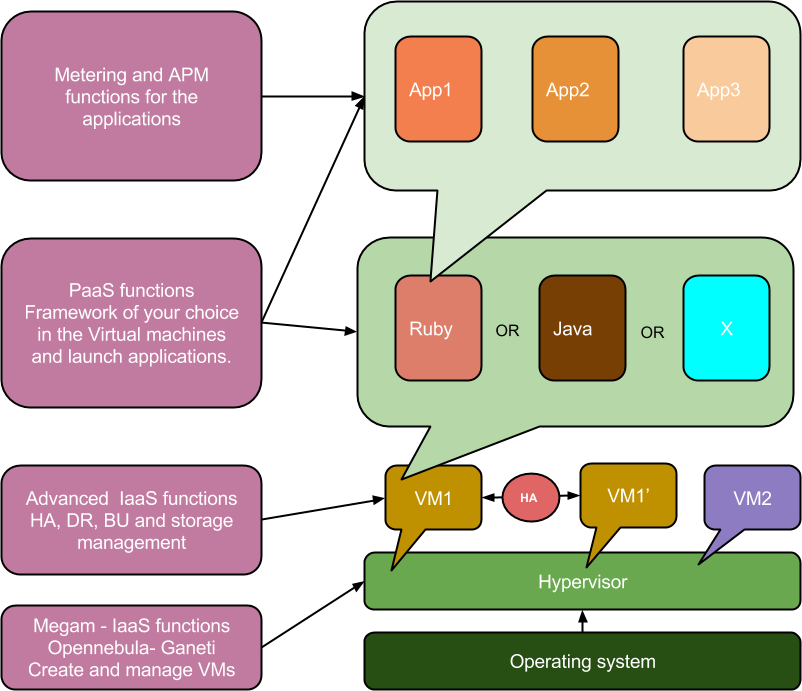 Metering and APM
functions for the
applications
App1
App2
App3
PaaS functions
Framework of your choice
in the Virtual machines
and launch applications.
Ruby
OR
Java
OR
X
Advanced  IaaS functions
HA, DR, BU and storage
management
VM1
HA
VM1’
VM2
Hypervisor
Megam - IaaS functions
Opennebula- Ganeti
Create and manage VMs
Operating system